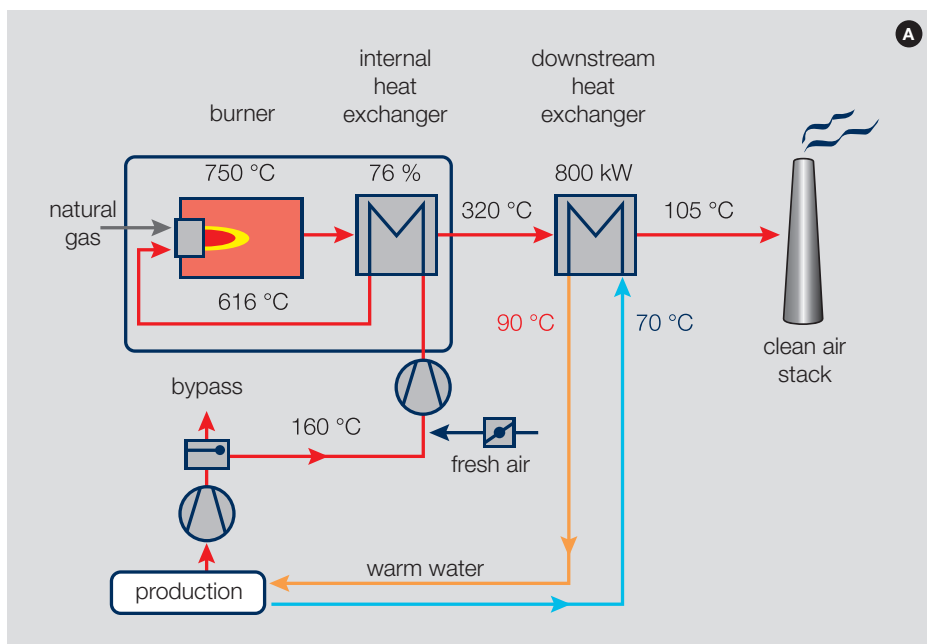 A
internal
heat
exchanger
downstream
heat
exchanger
burner
750 °C
76 %
800 kW
natural
gas
320 °C
105 °C
616 °C
90 °C
70 °C
clean air
stack
bypass
160 °C
fresh air
warm water
production